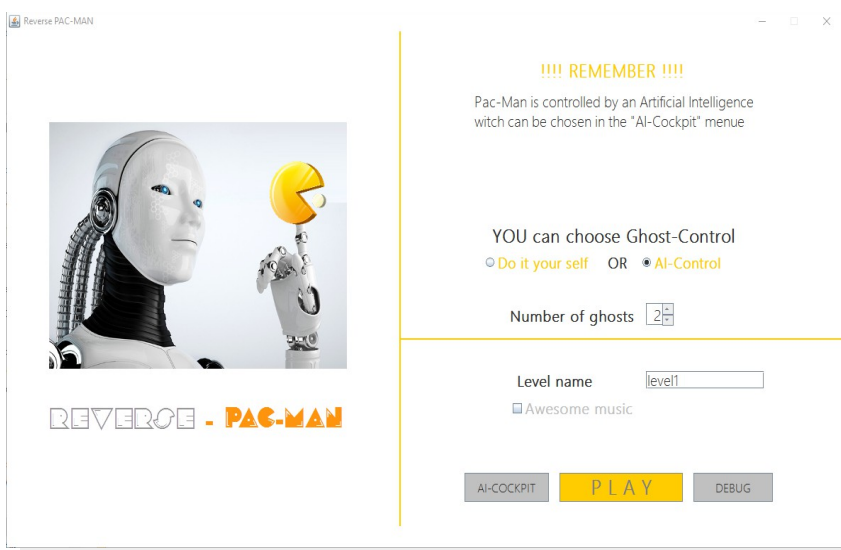 Reverse PAC-MAN
!!!! REMEMBER !!!!
Pac-Man is controlled by an Artificial Intelligence
witch can be chosen in the "AI-Cockpit" menue
YOU can choose Ghost-Control
Do it your self OR AI-Control
Number of ghosts 2
Level name level1
Awesome music
REVERSE - PAC-MAN
AI-COCKPIT PLAY DEBUG